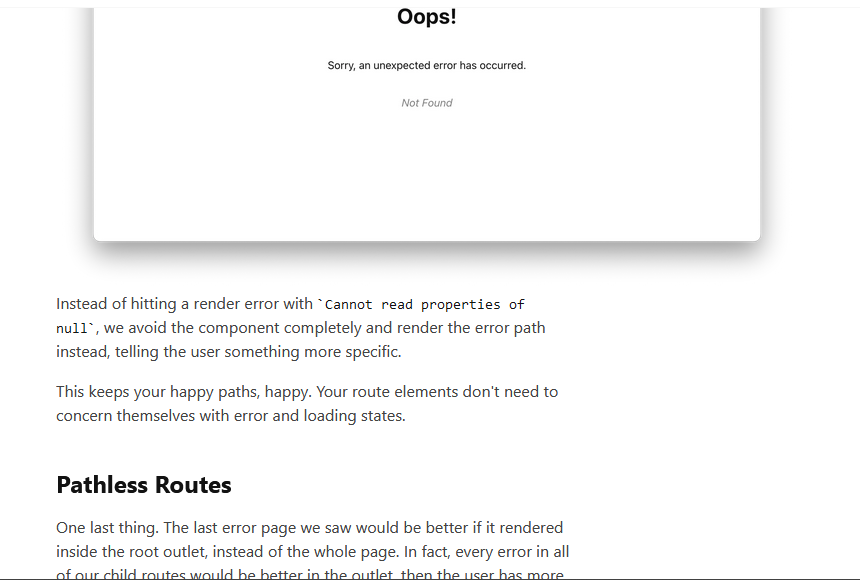 Oops!
Sorry, an unexpected error has occurred.
Not Found
Instead of hitting a render error with `Cannot read properties of
null`, we avoid the component completely and render the error path
instead, telling the user something more specific.
This keeps your happy paths, happy. Your route elements don't need to
concern themselves with error and loading states.
Pathless Routes
One last thing. The last error page we saw would be better if it rendered
inside the root outlet, instead of the whole page. In fact, every error in all
of our child routes would be better in the outlet, then the user has more